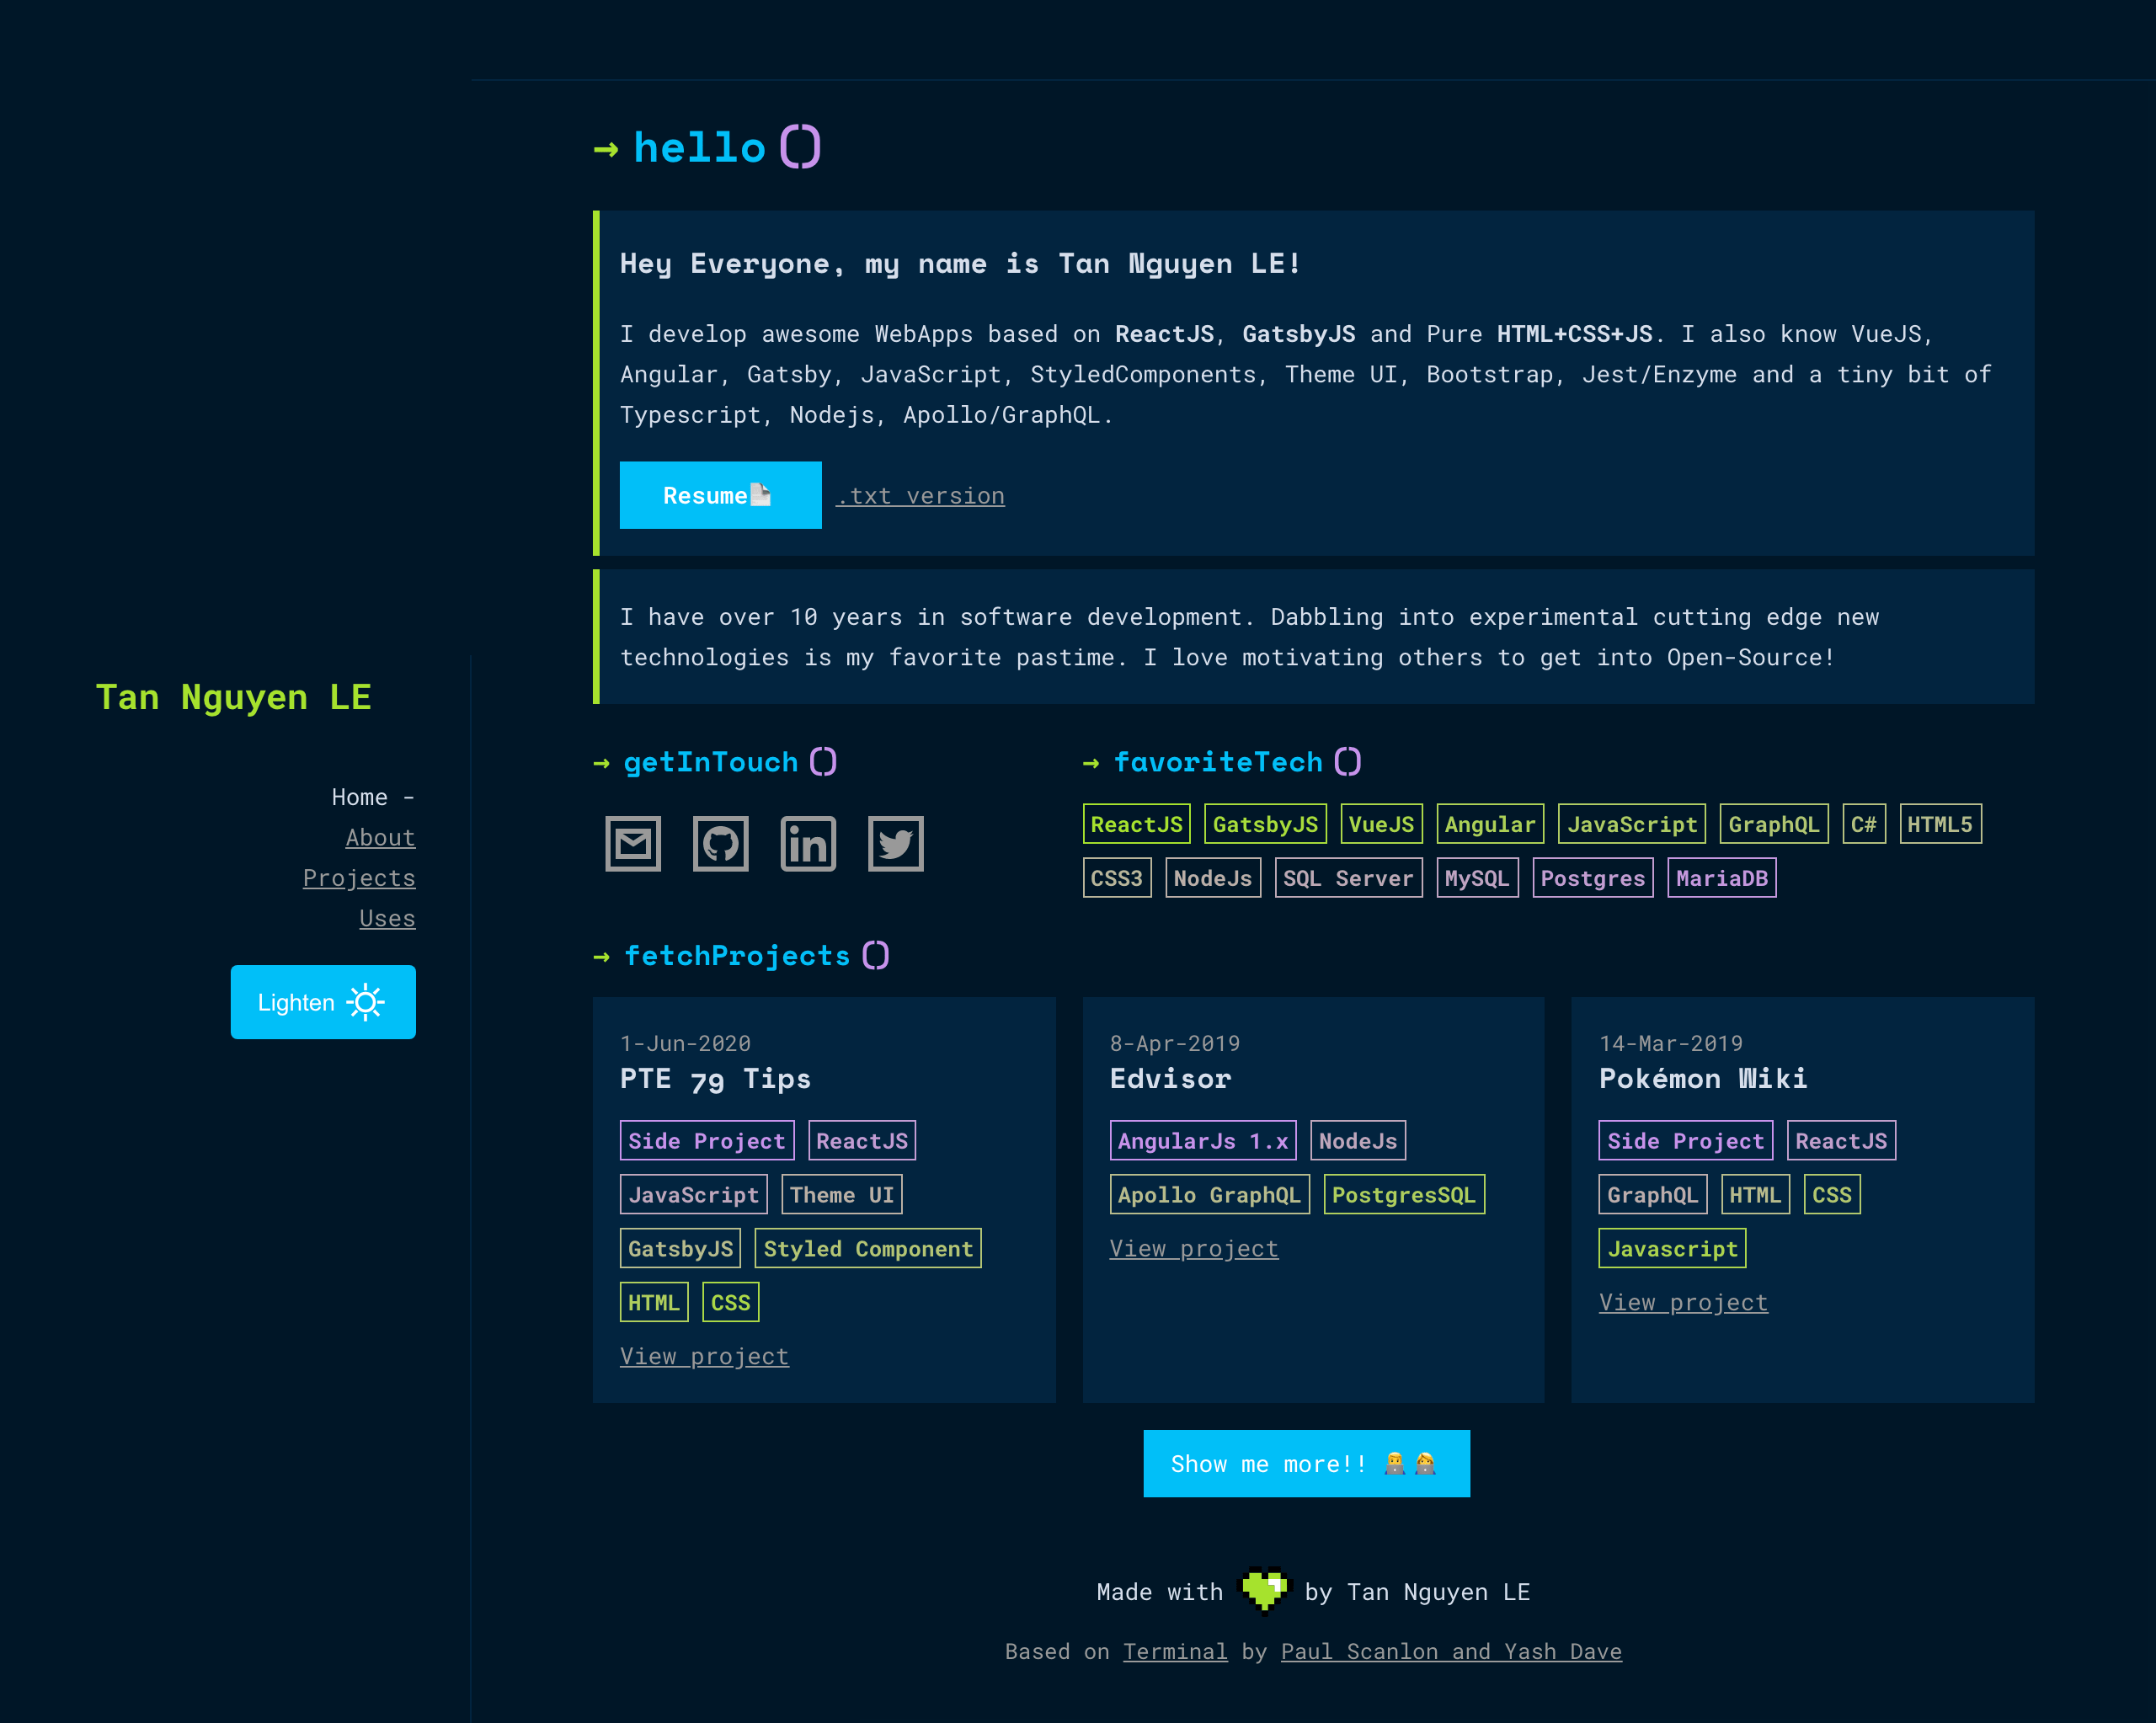 → hello ()
Hey Everyone, my name is Tan Nguyen LE!
I develop awesome WebApps based on ReactJS, GatsbyJS and Pure HTML+CSS+JS. I also know VueJS,
Angular, Gatsby, JavaScript, StyledComponents, Theme UI, Bootstrap, Jest/Enzyme and a tiny bit of
Typescript, Nodejs, Apollo/GraphQL.
Resume .txt version
I have over 10 years in software development. Dabbling into experimental cutting edge new
technologies is my favorite pastime. I love motivating others to get into Open-Source!
Tan Nguyen LE
Home -
About
Projects
Uses
Lighten
→ getInTouch ()
in
→ favoriteTech ()
ReactJS GatsbyJS VueJS Angular JavaScript GraphQL C# HTML5
CSS3 NodeJs SQL Server MySQL Postgres MariaDB
→ fetchProjects ()
1-Jun-2020
PTE 79 Tips
Side Project ReactJS
JavaScript Theme UI
GatsbyJS Styled Component
HTML CSS
View project
8-Apr-2019
Edvisor
AngularJs 1.x NodeJs
Apollo GraphQL PostgresSQL
View project
14-Mar-2019
Pokémon Wiki
Side Project ReactJS
GraphQL HTML CSS
Javascript
View project
Show me more!!
Made with by Tan Nguyen LE
Based on Terminal by Paul Scanlon and Yash Dave